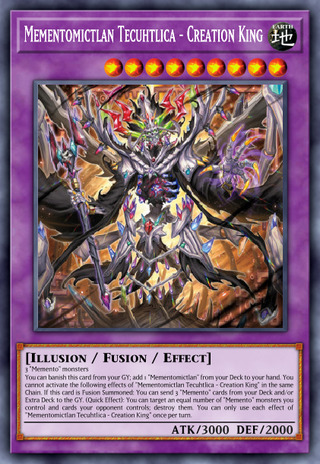 Mementomictlan Tecuhtlica - Creation King
EARTH
地
[Illusion / Fusion / Effect]
3 "Memento" monsters
You can banish this card from your GY; add 1 "Mementomictlan" from your Deck to your hand. You
cannot activate the following effects of "Mementomictlan Tecuhtlica - Creation King" in the same
Chain. If this card is Fusion Summoned: You can send 3 "Memento" cards from your Deck and/or
Extra Deck to the GY. (Quick Effect): You can target an equal number of "Memento" monsters you
control and cards your opponent controls; destroy them. You can only use each effect of
"Mementomictlan Tecuhtlica - Creation King" once per turn.
ATK/3000 DEF/2000